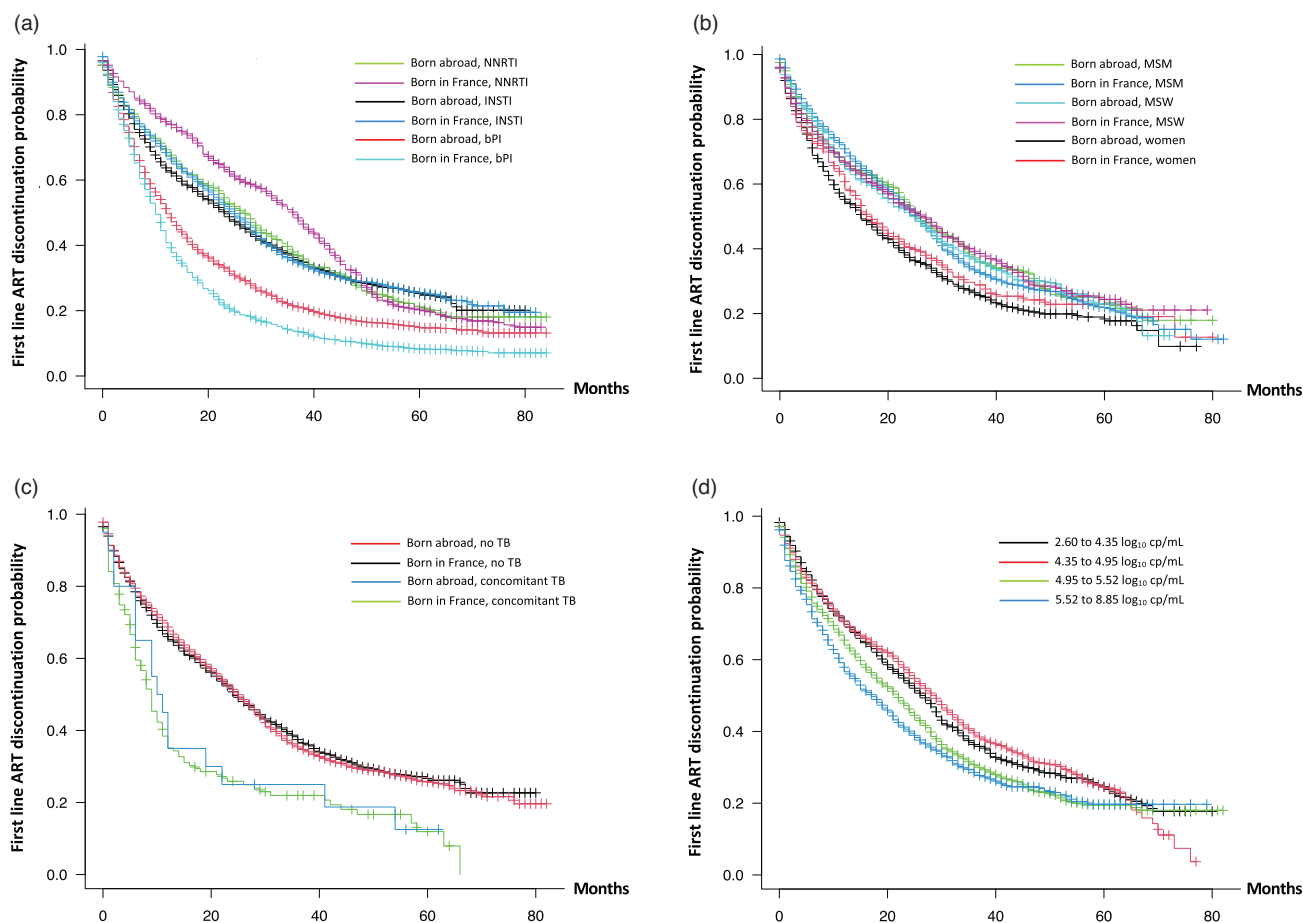 (a)
First line ART discontinuation probability
1.0
0.8
0.6
0.4
0.2
0.0
Born abroad, NNRTI
Born in France, NNRTI
Born abroad, INSTI
Born in France, INSTI
Born abroad, bPI
Born in France, bPI
0 20 40 60 80
Months
(b)
First line ART discontinuation probability
1.0
0.8
0.6
0.4
0.2
0.0
Born abroad, MSM
Born in France, MSM
Born abroad, MSW
Born in France, MSW
Born abroad, women
Born in France, women
0 20 40 60 80
Months
(c)
First line ART discontinuation probability
1.0
0.8
0.6
0.4
0.2
0.0
Born abroad, no TB
Born in France, no TB
Born abroad, concomitant TB
Born in France, concomitant TB
0 20 40 60 80
Months
(d)
First line ART discontinuation probability
1.0
0.8
0.6
0.4
0.2
0.0
2.60 to 4.35 log₁₀ cp/mL
4.35 to 4.95 log₁₀ cp/mL
4.95 to 5.52 log₁₀ cp/mL
5.52 to 8.85 log₁₀ cp/mL
0 20 40 60 80
Months